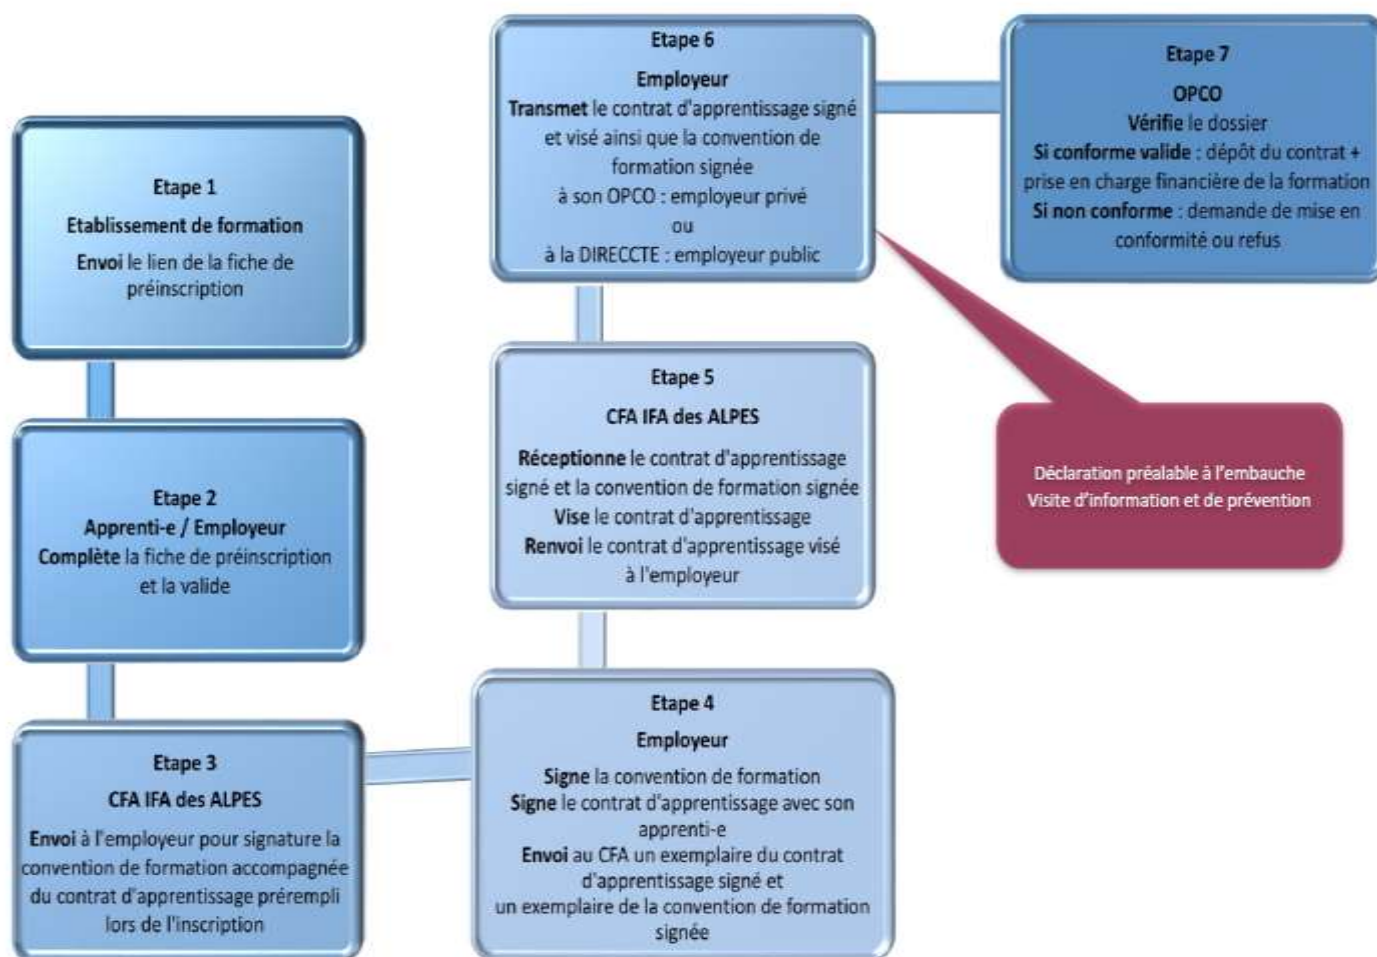 Etape 1
Etablissement de formation
Envoi le lien de la fiche de
préinscription
Etape 2
Apprenti-e / Employeur
Complète la fiche de préinscription
et la valide
Etape 3
CFA IFA des ALPES
Envoi à l'employeur pour signature la
convention de formation accompagnée
du contrat d'apprentissage prérempli
lors de l'inscription
Etape 4
Employeur
Signe la convention de formation
Signe le contrat d'apprentissage avec son
apprenti-e
Envoi au CFA un exemplaire du contrat
d'apprentissage signé et
un exemplaire de la convention de formation
signée
Etape 5
CFA IFA des ALPES
Réceptionne le contrat d'apprentissage
signé et la convention de formation signée
Vise le contrat d'apprentissage
Renvoi le contrat d'apprentissage visé
à l'employeur
Etape 6
Employeur
Transmet le contrat d'apprentissage signé
et visé ainsi que la convention de
formation signée
à son OPCO : employeur privé
ou
à la DIRECCTE : employeur public
Etape 7
OPCO
Vérifie le dossier
Si conforme valide : dépôt du contrat +
prise en charge financière de la formation
Si non conforme : demande de mise en
conformité ou refus
Déclaration préalable à l'embauche
Visite d'information et de prévention